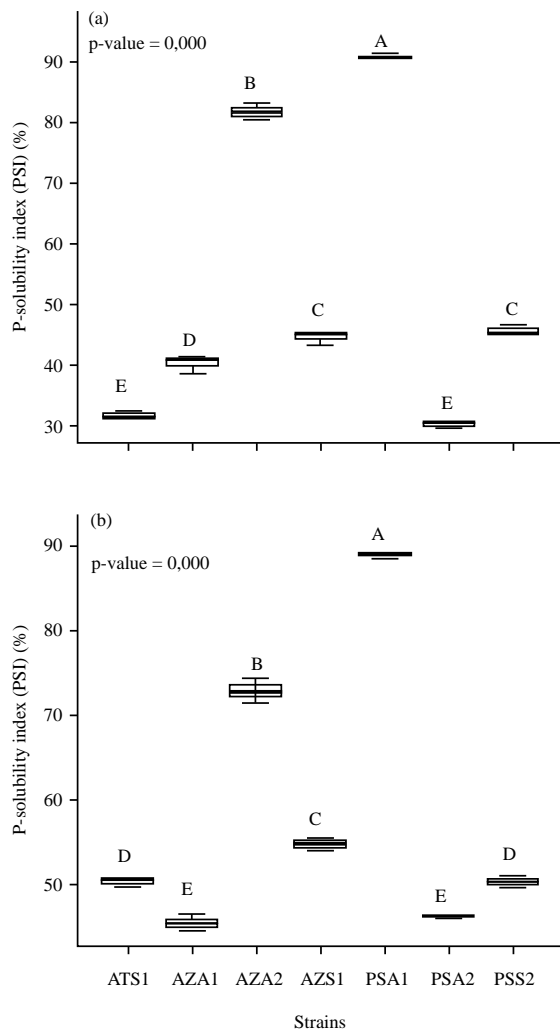 (a)
p-value = 0,000
P-solubility index (PSI) (%)
90
80
70
60
50
40
30
E
D
B
C
A
E
C
(b)
p-value = 0,000
P-solubility index (PSI) (%)
90
80
70
60
50
D
E
B
C
A
E
D
ATS1 AZA1 AZA2 AZS1 PSA1 PSA2 PSS2
Strains